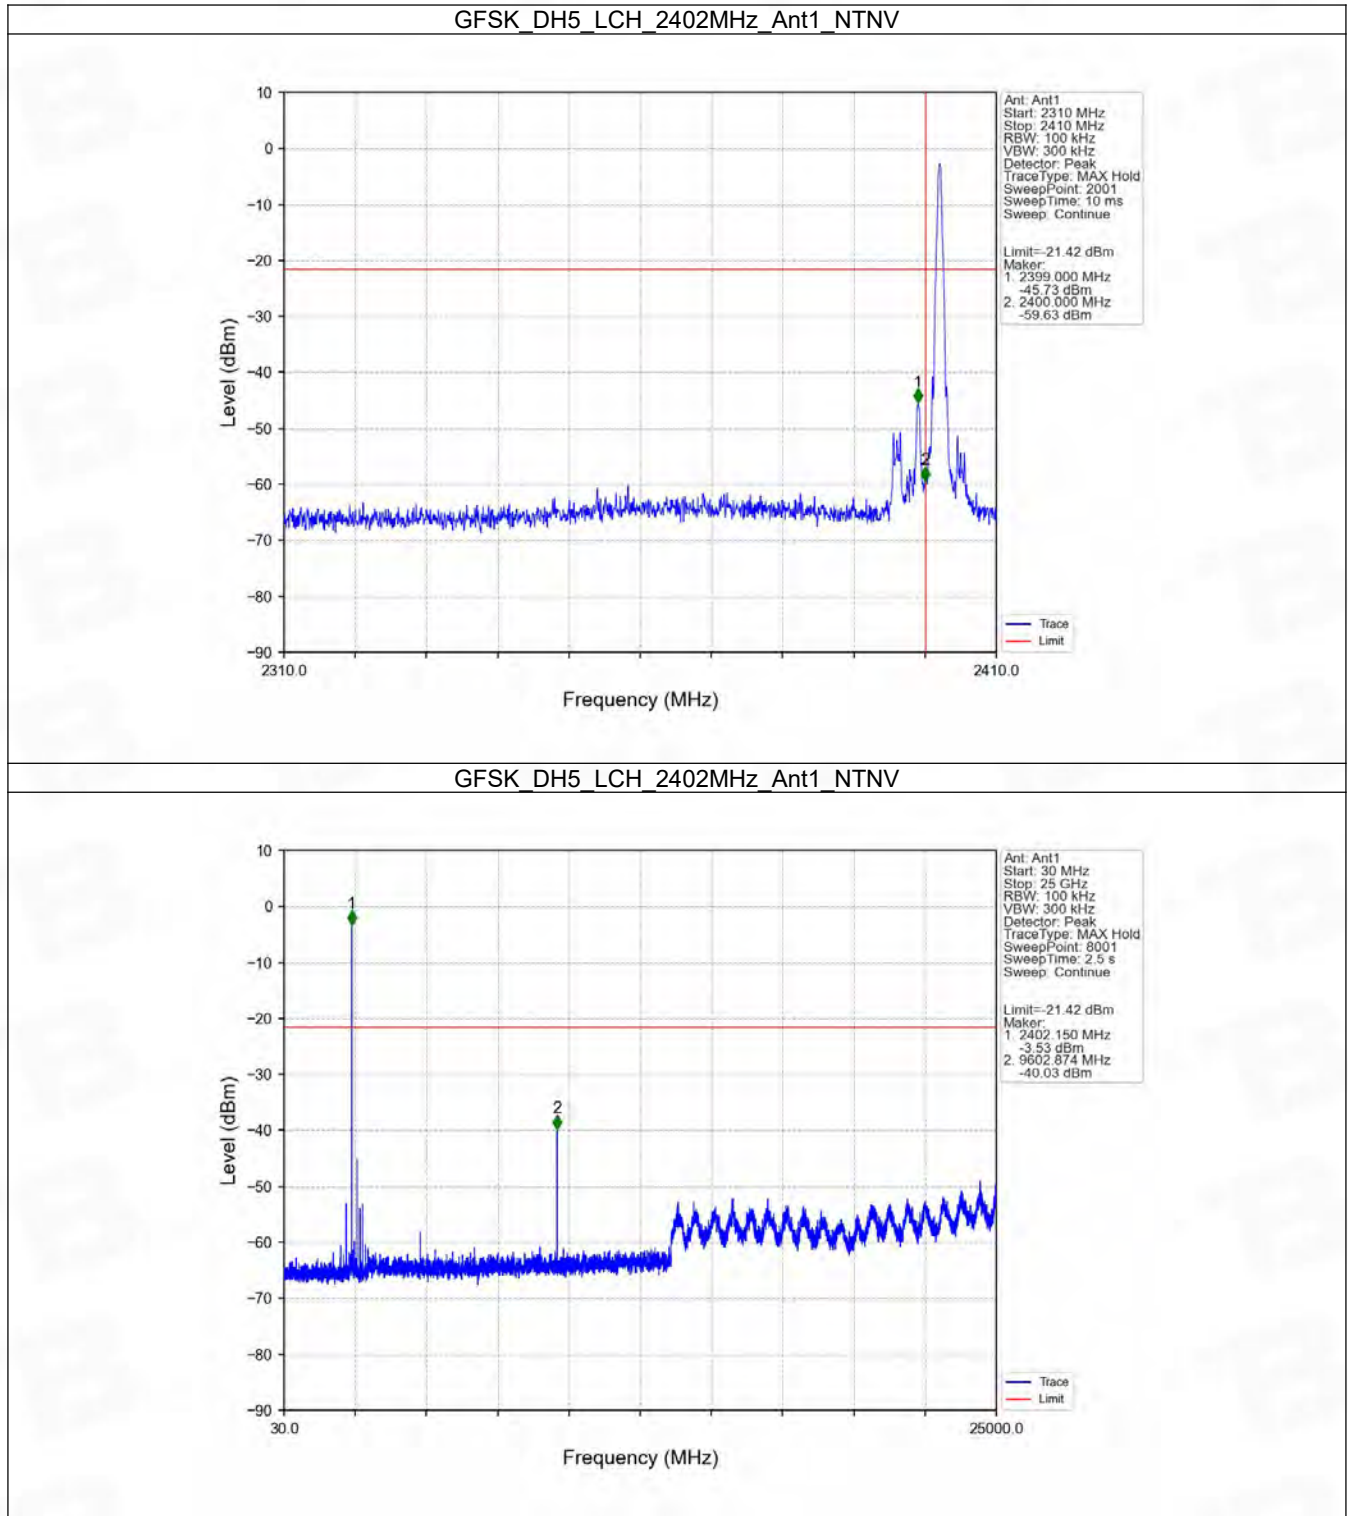 GFSK_DH5_LCH_2402MHz_Ant1_NTNV
10
0
−10
−20
−30
−40
−50
−60
−70
−80
−90
Level (dBm)
2310.0
2410.0
Frequency (MHz)
1
2
Ant: Ant1
Start: 2310 MHz
Stop: 2410 MHz
RBW: 100 kHz
VBW: 300 kHz
Detector: Peak
TraceType: MAX Hold
SweepPoint: 2001
SweepTime: 10 ms
Sweep: Continue
Limit=-21.42 dBm
Maker:
1. 2399.000 MHz
-45.73 dBm
2. 2400.000 MHz
-59.63 dBm
Trace
Limit
GFSK_DH5_LCH_2402MHz_Ant1_NTNV
10
0
−10
−20
−30
−40
−50
−60
−70
−80
−90
Level (dBm)
30.0
25000.0
Frequency (MHz)
1
2
Ant: Ant1
Start: 30 MHz
Stop: 25 GHz
RBW: 100 kHz
VBW: 300 kHz
Detector: Peak
TraceType: MAX Hold
SweepPoint: 8001
SweepTime: 2.5 s
Sweep: Continue
Limit=-21.42 dBm
Maker:
1. 2402.150 MHz
-3.53 dBm
2. 9602.874 MHz
-40.03 dBm
Trace
Limit